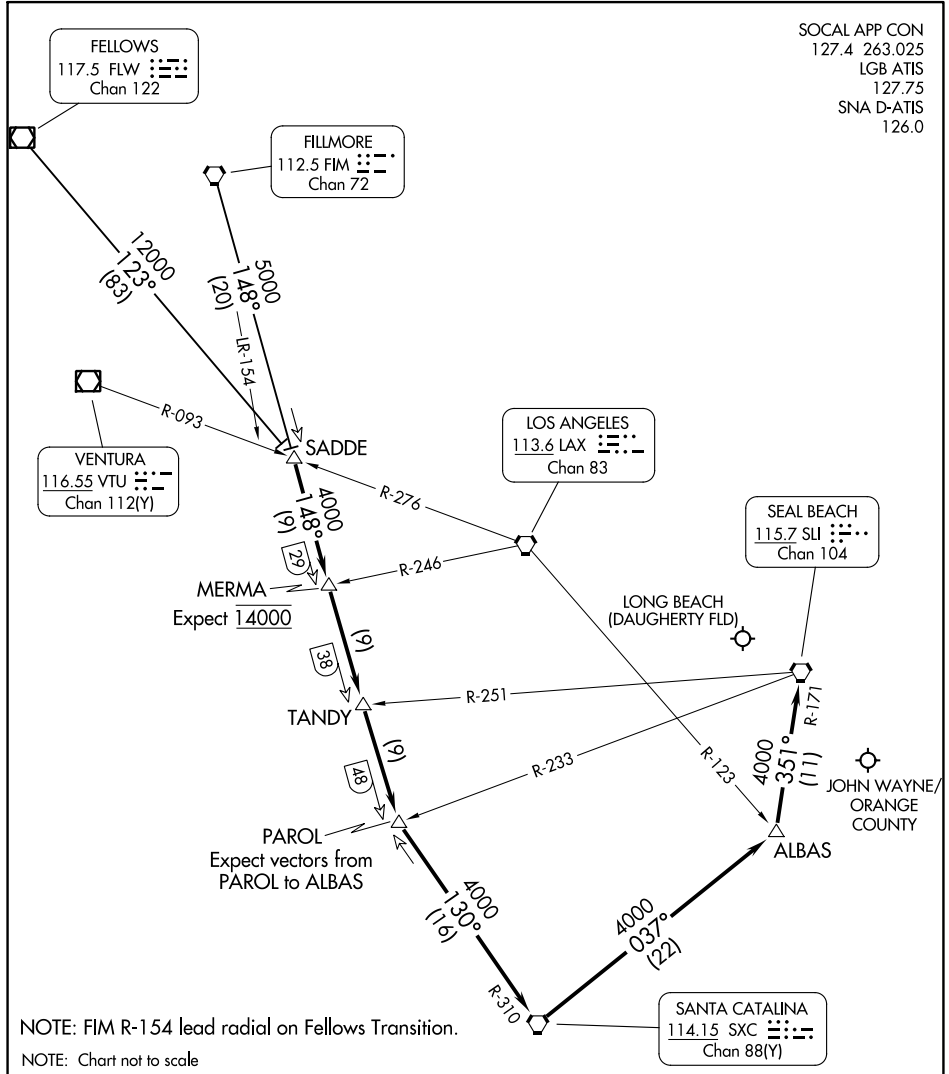 SOCAL APP CON
127.4 263.025
LGB ATIS
127.75
SNA D-ATIS
126.0
FELLOWS
117.5 FLW
Chan 122
FILLMORE
112.5 FIM
Chan 72
12000
123°
(83)
5000
148°
(20)
LR-154
R-093
VENTURA
116.55 VTU
Chan 112(Y)
SADDE
LOS ANGELES
113.6 LAX
Chan 83
R-276
4000
148°
(9)
SEAL BEACH
115.7 SLI
Chan 104
29
R-246
MERMA
Expect 14000
LONG BEACH
(DAUGHERTY FLD)
(9)
38
R-251
TANDY
R-171
(9)
R-233
R-123
4000
351°
(11)
48
JOHN WAYNE/
ORANGE
COUNTY
PAROL
Expect vectors from
PAROL to ALBAS
ALBAS
4000
130°
(16)
4000
037°
(22)
R-310
SANTA CATALINA
114.15 SXC
Chan 88(Y)
NOTE: FIM R-154 lead radial on Fellows Transition.
NOTE: Chart not to scale